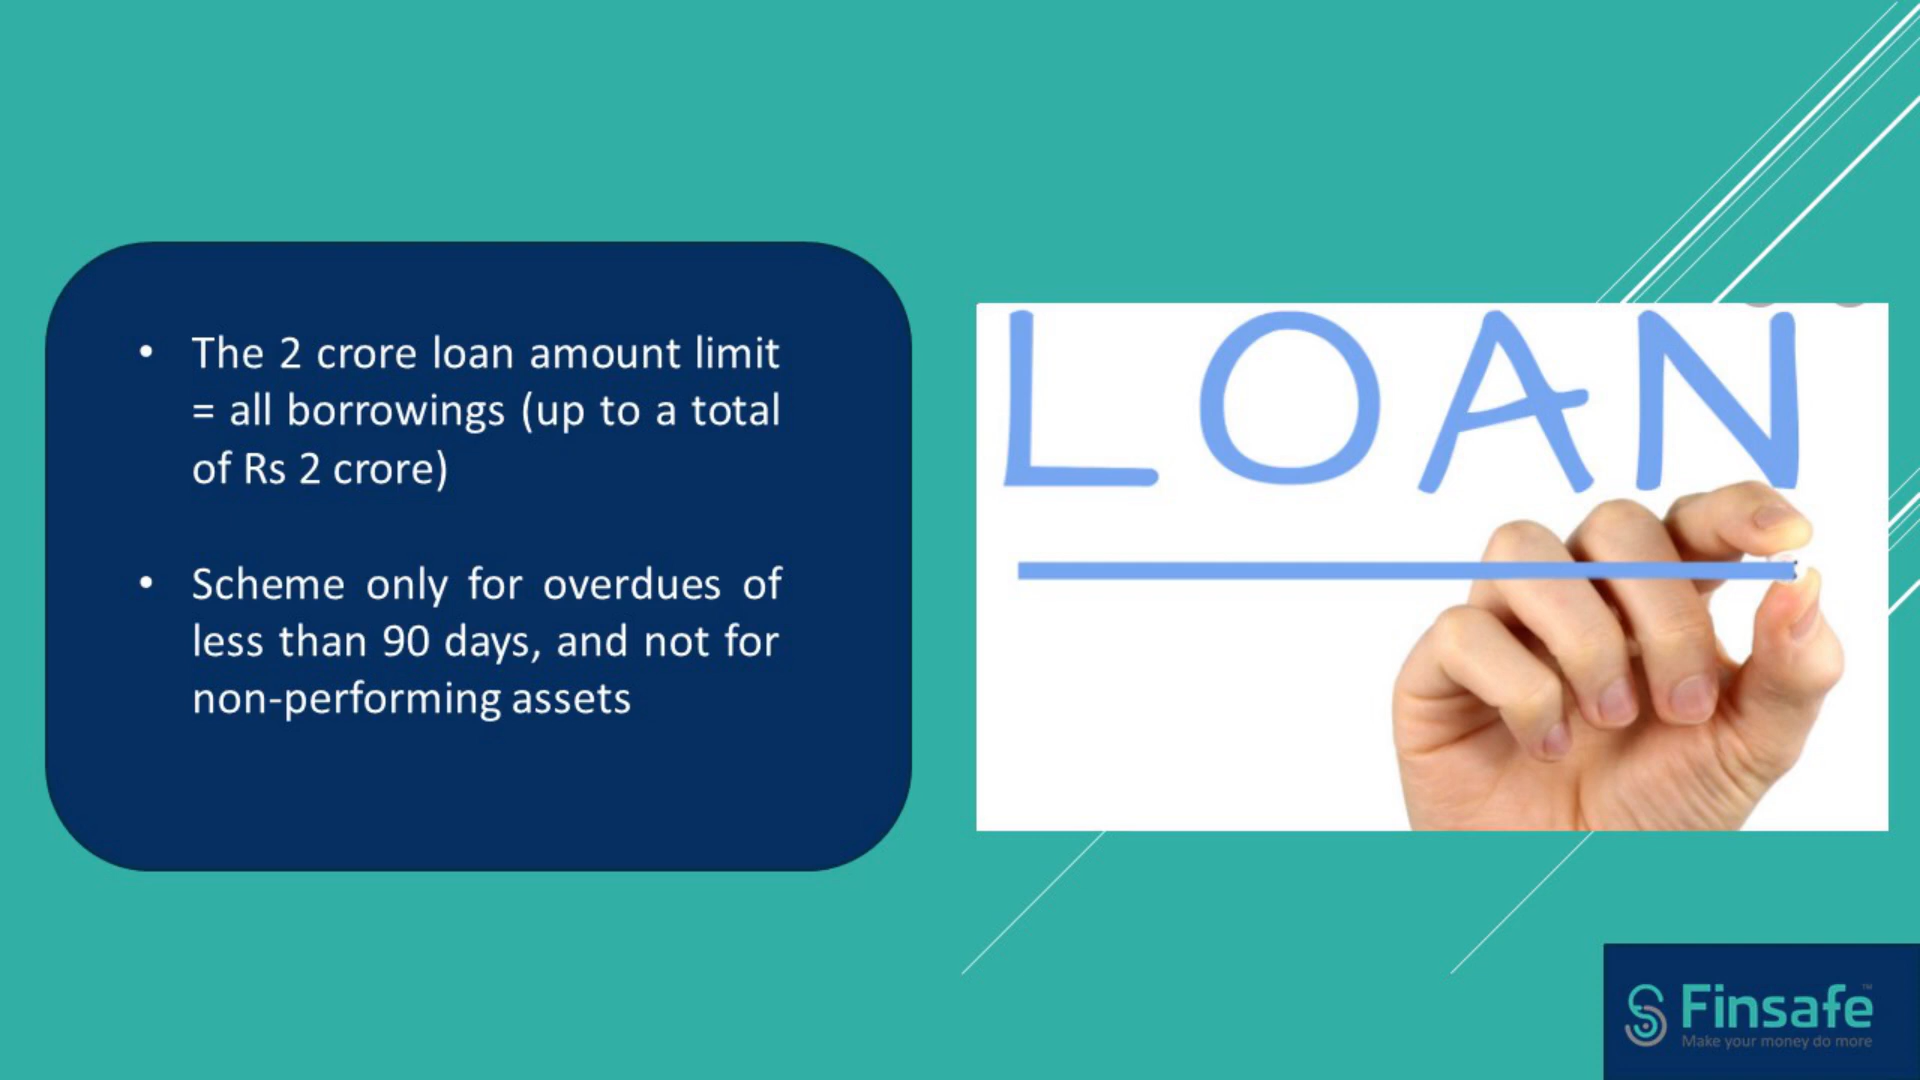 • The 2 crore loan amount limit
= all borrowings (up to a total
of Rs 2 crore)
• Scheme only for overdues of
less than 90 days, and not for
non-performing assets
LOAN
Finsafe™
Make your money do more